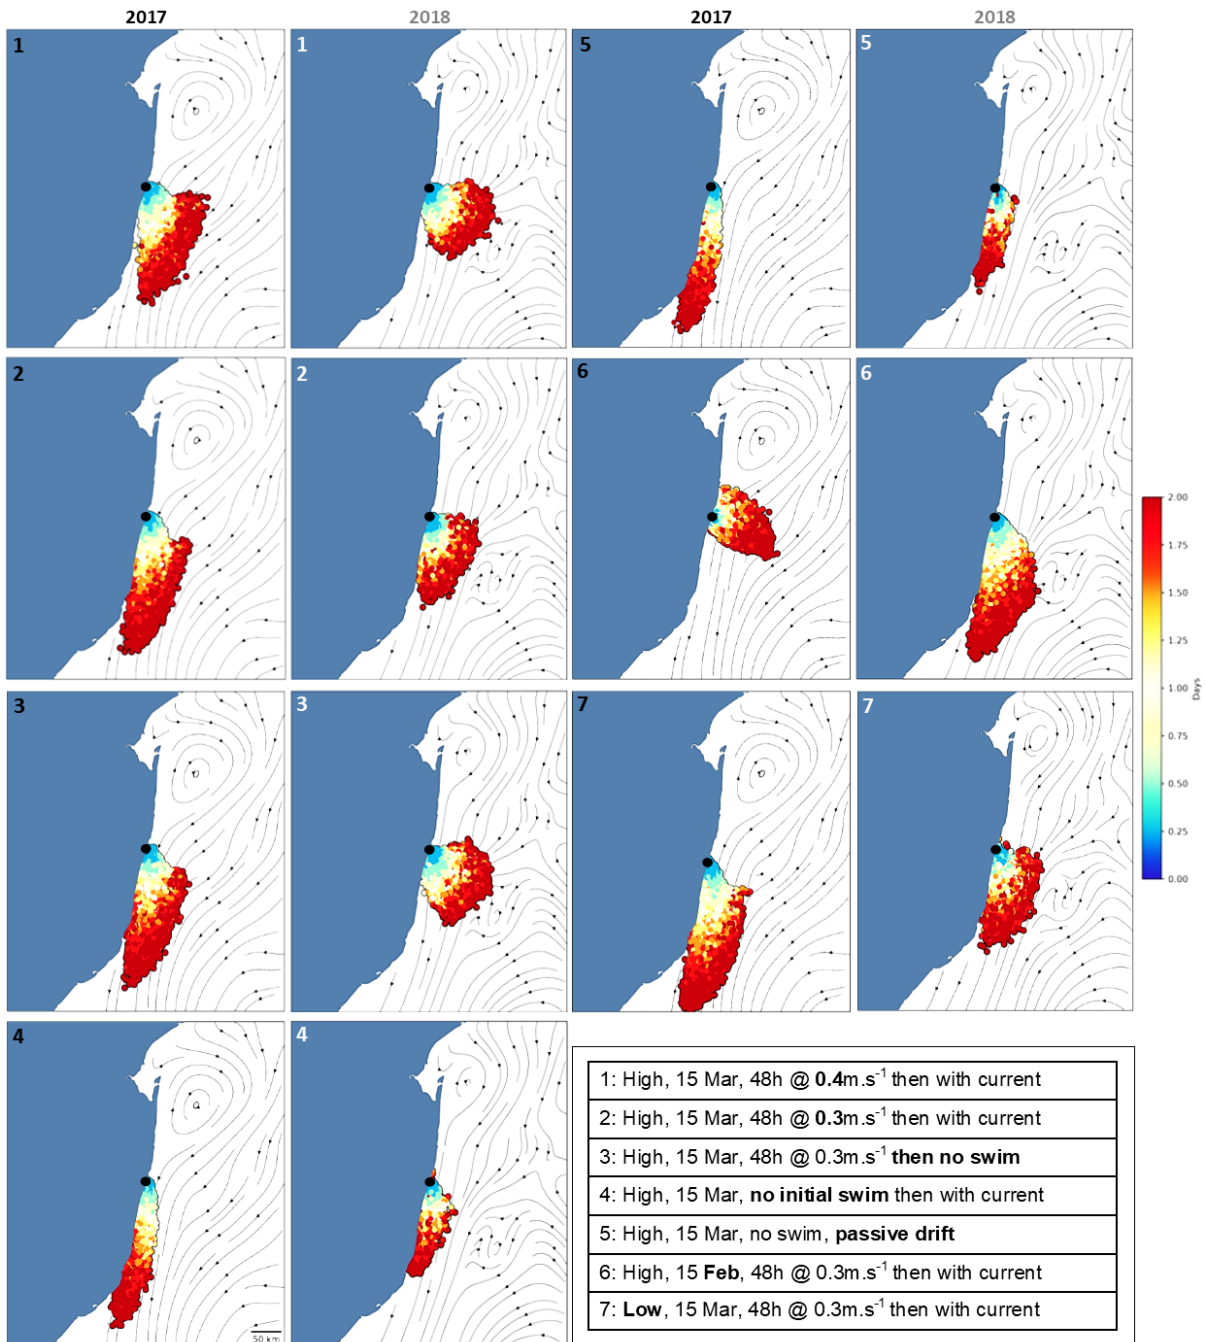 2017 2018 2017 2018
1 1 5 5
2 2 6 6
3 3 7 7
4 4
2.00
1.75
1.50
1.25
1.00
0.75
0.50
0.25
0.00
Days
50 km
1: High, 15 Mar, 48h @ 0.4m.s⁻¹ then with current
2: High, 15 Mar, 48h @ 0.3m.s⁻¹ then with current
3: High, 15 Mar, 48h @ 0.3m.s⁻¹ then no swim
4: High, 15 Mar, no initial swim then with current
5: High, 15 Mar, no swim, passive drift
6: High, 15 Feb, 48h @ 0.3m.s⁻¹ then with current
7: Low, 15 Mar, 48h @ 0.3m.s⁻¹ then with current